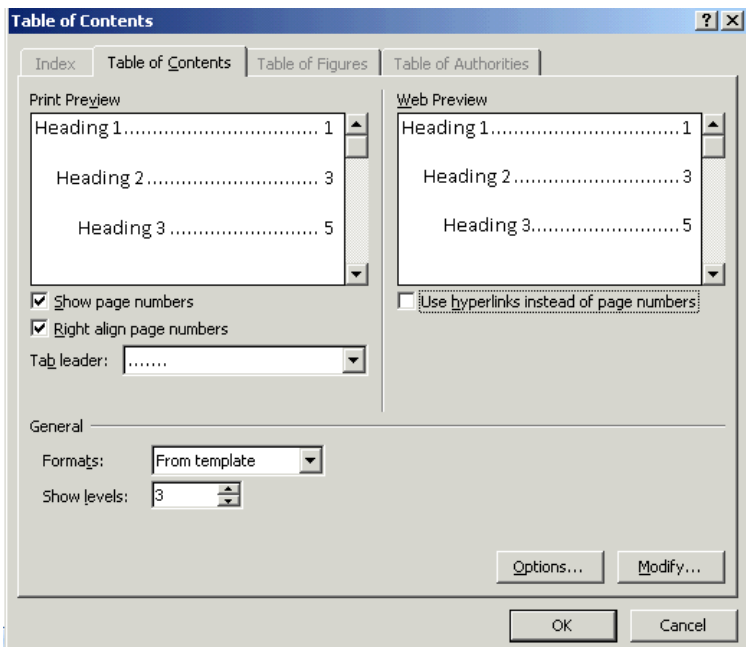 Table of Contents
Index Table of Contents Table of Figures Table of Authorities
Print Preview
Heading 1................................... 1
Heading 2............................... 3
Heading 3 ........................... 5
Show page numbers
Right align page numbers
Tab leader: .......
Web Preview
Heading 1...................................1
Heading 2..............................3
Heading 3...........................5
Use hyperlinks instead of page numbers
General
Formats: From template
Show levels: 3
Options... Modify...
OK Cancel